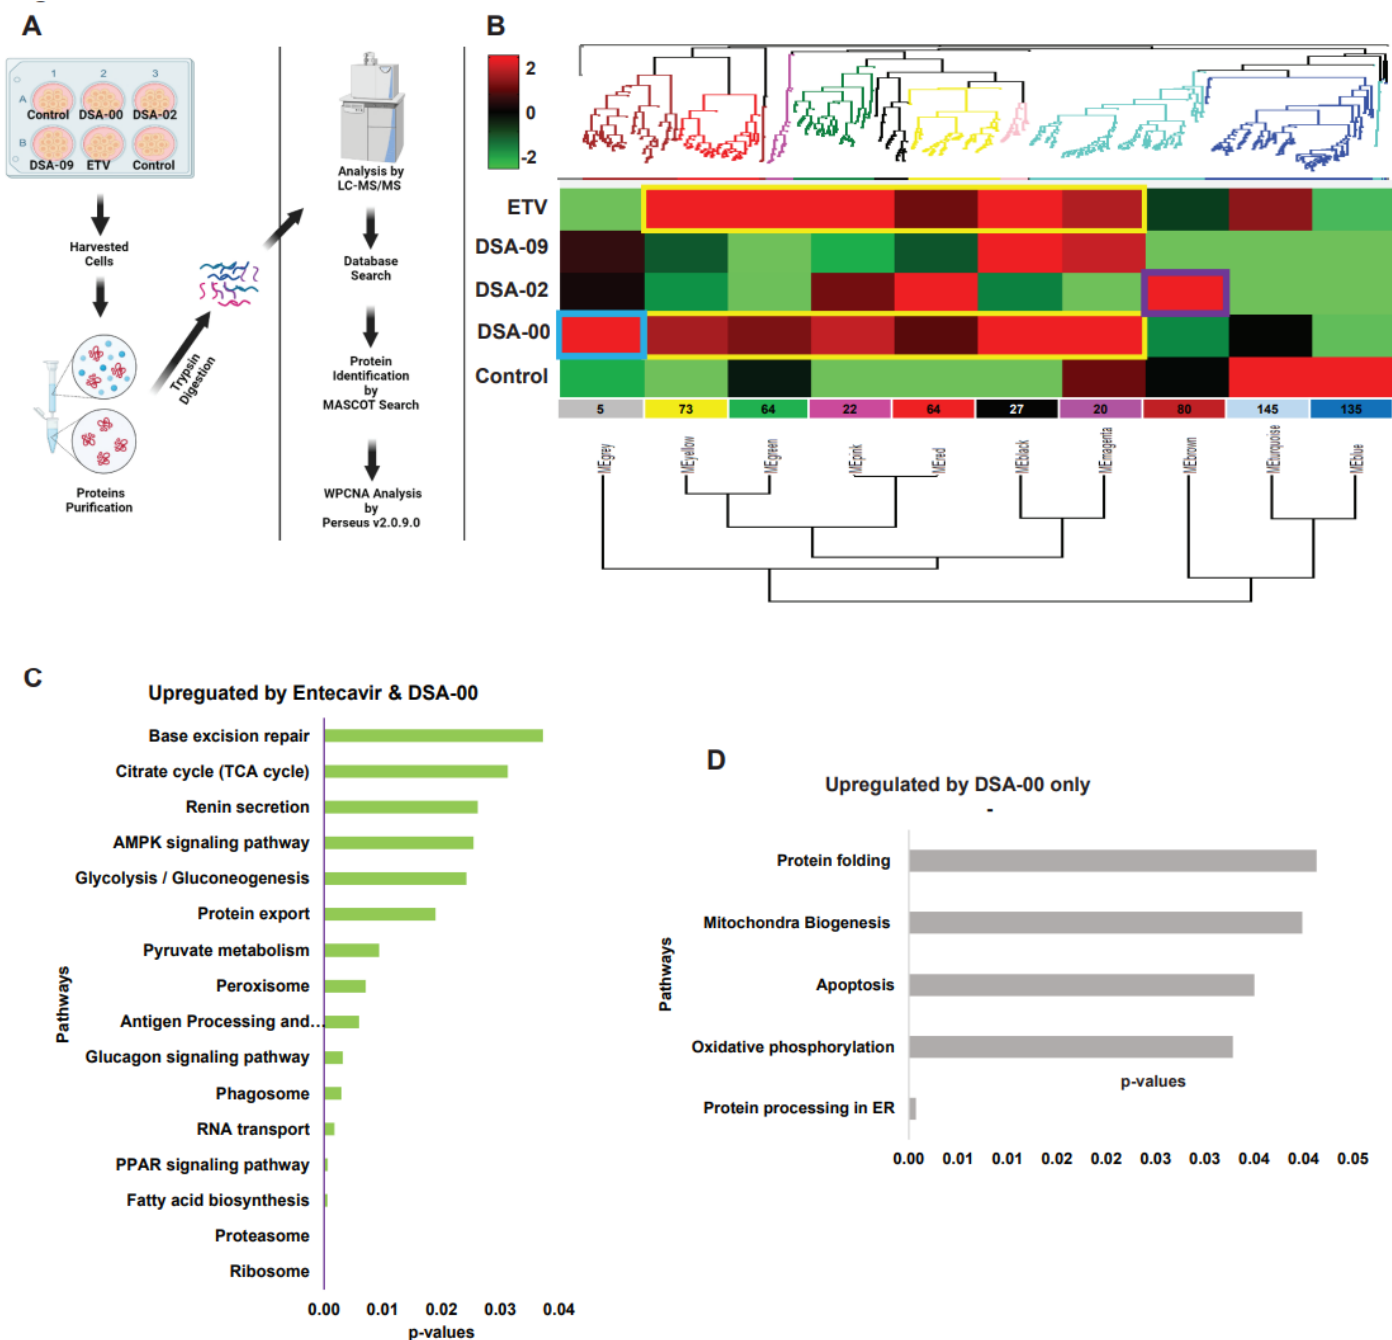 A
1 2 3
A
Control DSA-00 DSA-02
B
DSA-09 ETV Control
Harvested
Cells
Proteins
Purification
Trypsin
Digestion
Analysis by
LC-MS/MS
Database
Search
Protein
Identification
by
MASCOT Search
WPCNA Analysis
by
Perseus v2.0.9.0
B
2
0
-2
ETV
DSA-09
DSA-02
DSA-00
Control
5 73 64 22 64 27 20 80 145 135
MEgrey
MEyellow
MEgreen
MEpink
MEred
MEblack
MEmagenta
MEbrown
MEturquoise
MEblue
C
Upreguated by Entecavir & DSA-00
Pathways
Base excision repair
Citrate cycle (TCA cycle)
Renin secretion
AMPK signaling pathway
Glycolysis / Gluconeogenesis
Protein export
Pyruvate metabolism
Peroxisome
Antigen Processing and…
Glucagon signaling pathway
Phagosome
RNA transport
PPAR signaling pathway
Fatty acid biosynthesis
Proteasome
Ribosome
0.00 0.01 0.02 0.03 0.04
p-values
D
Upregulated by DSA-00 only
-
Pathways
Protein folding
Mitochondra Biogenesis
Apoptosis
Oxidative phosphorylation
p-values
Protein processing in ER
0.00 0.01 0.01 0.02 0.02 0.03 0.03 0.04 0.04 0.05